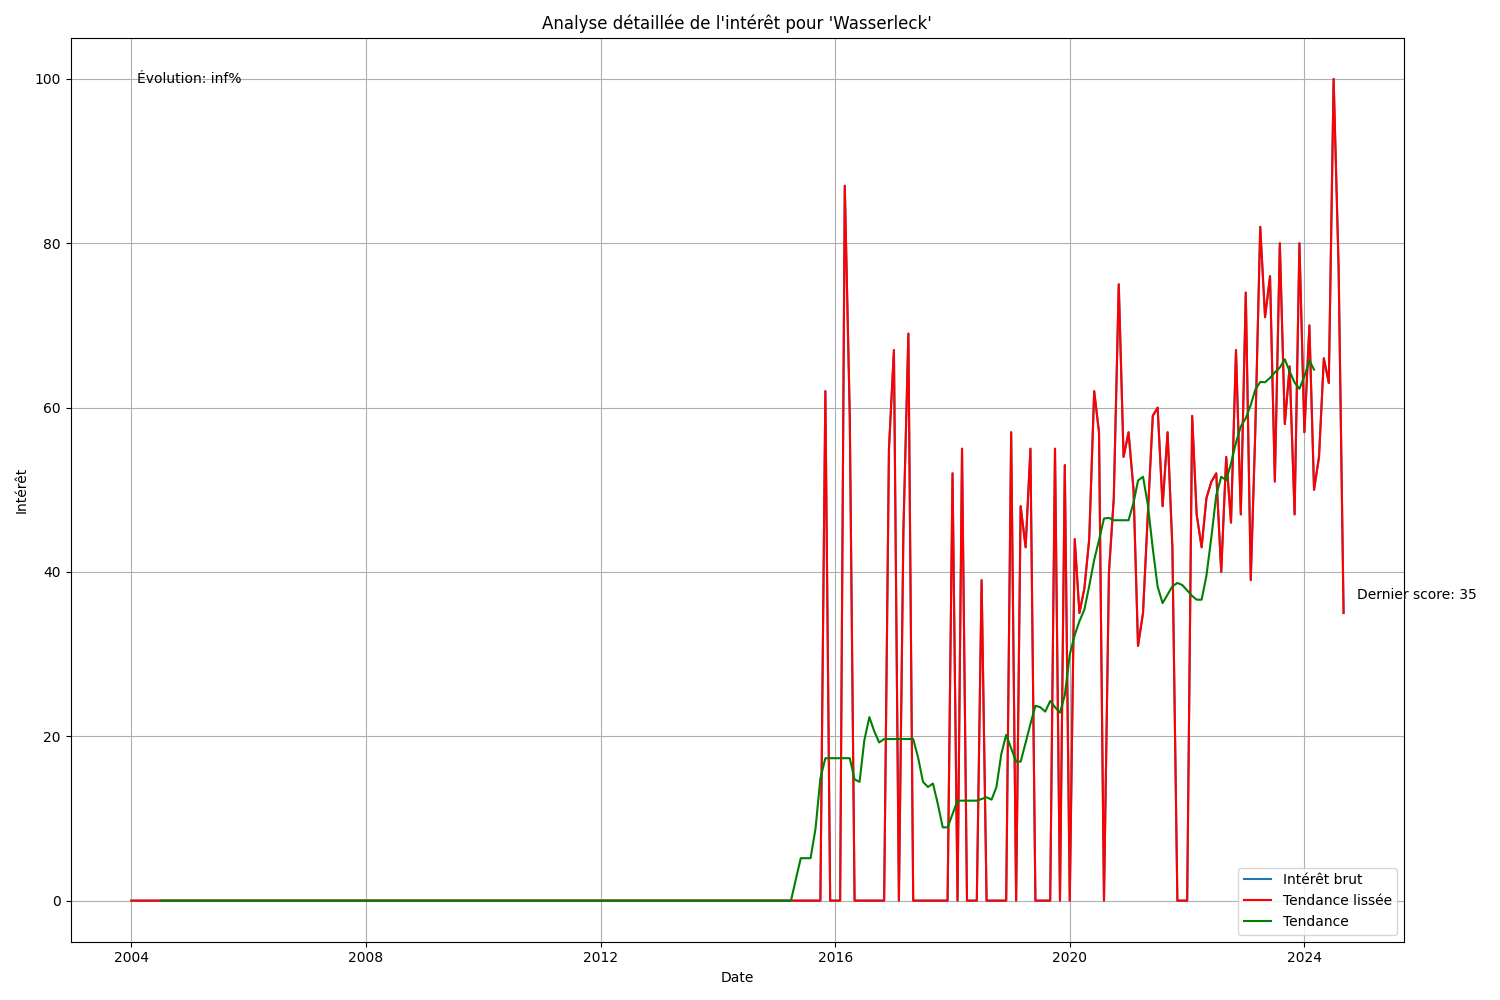 Analyse détaillée de l'intérêt pour 'Wasserleck'
Évolution: inf%
100
80
60
40
20
0
Intérêt
Dernier score: 35
Intérêt brut
Tendance lissée
Tendance
2004 2008 2012 2016 2020 2024
Date